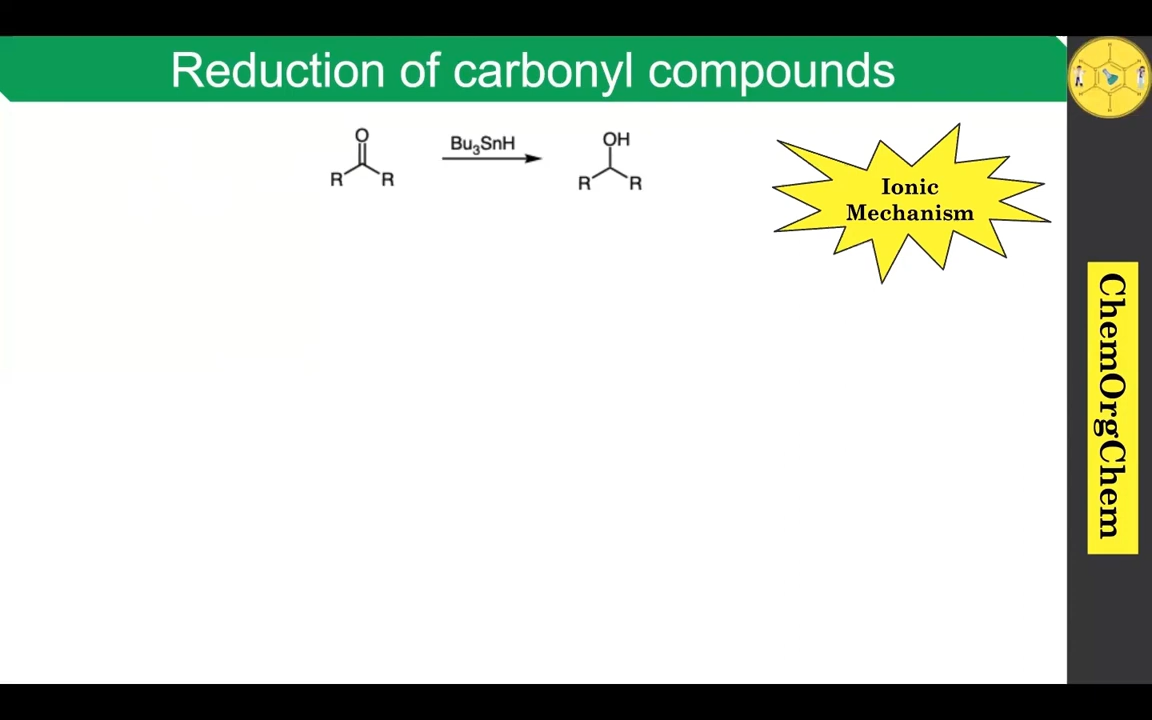 Reduction of carbonyl compounds
O
R R
Bu₃SnH
OH
R R
Ionic
Mechanism
ChemOrgChem